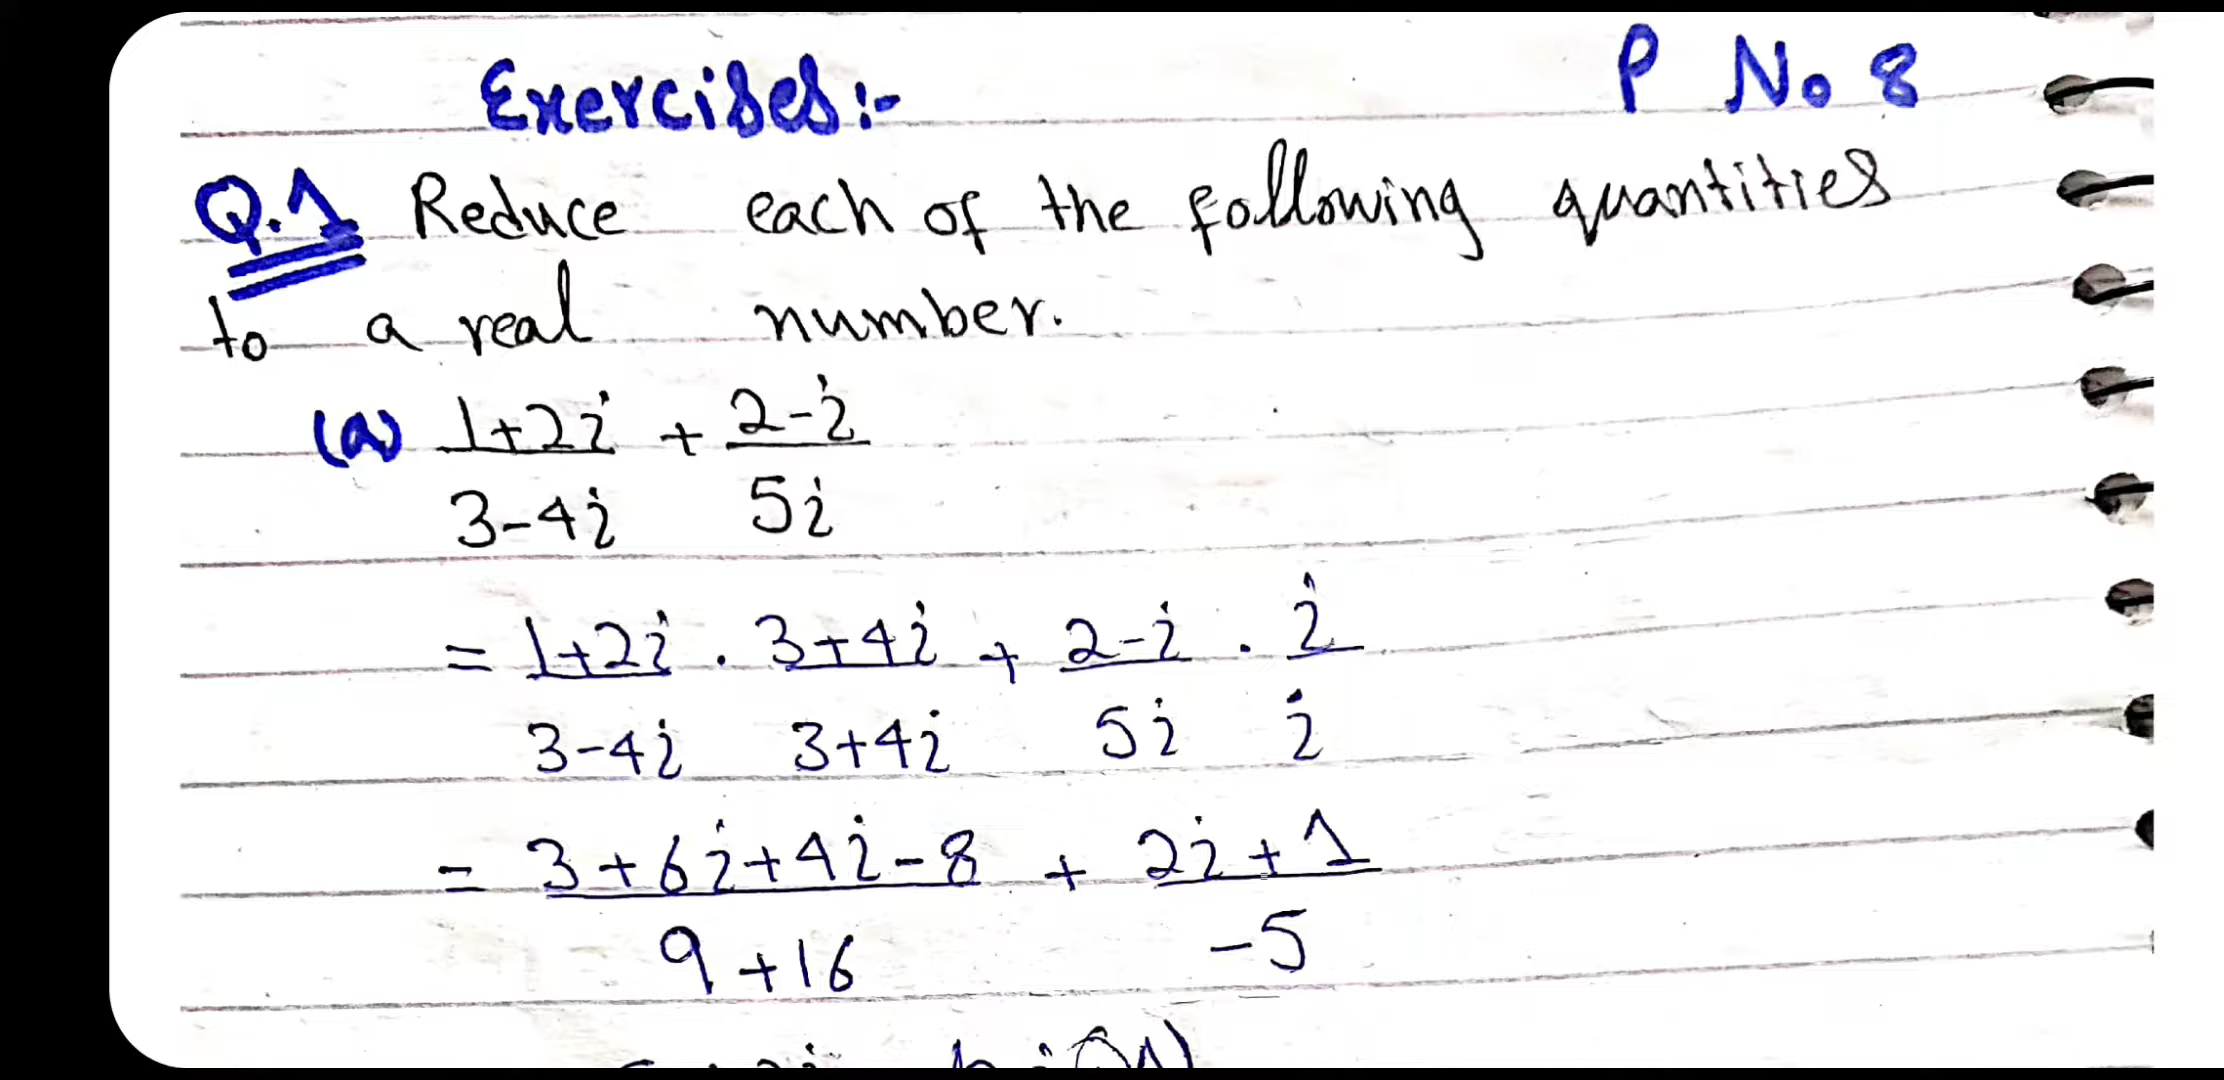 Exercises:- P No 8
Q.1 Reduce each of the following quantities
to a real number.
(a) 1+2i + 2-i
3-4i 5i
= 1+2i . 3+4i + 2-i . i
3-4i 3+4i 5i i
= 3+6i+4i-8 + 2i+1
9+16 -5